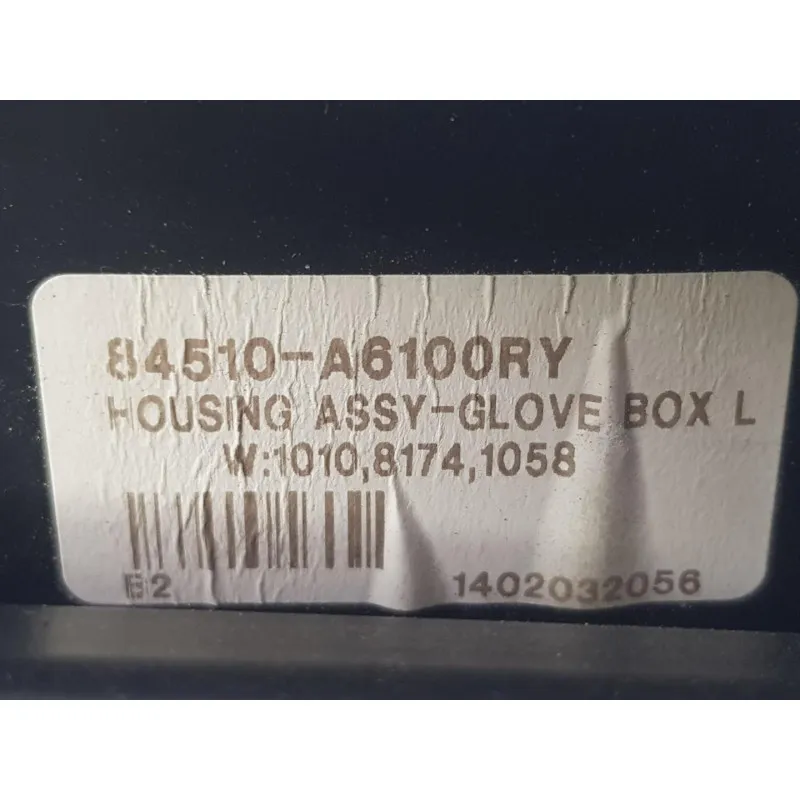 84510-A6100RY
HOUSING ASSY-GLOVE BOX L
W:1010,8174,1058
E2 1402032056